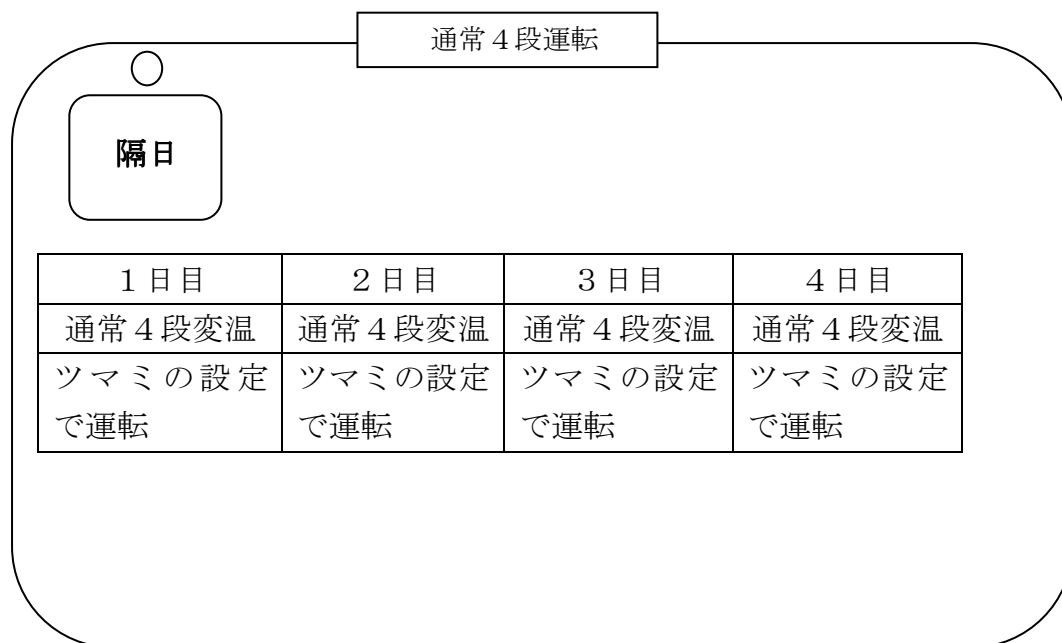 通常４段運転
隔日
１日目 ２日目 ３日目 ４日目
通常４段変温 通常４段変温 通常４段変温 通常４段変温
ツマミの設定 ツマミの設定 ツマミの設定 ツマミの設定
で運転 で運転 で運転 で運転